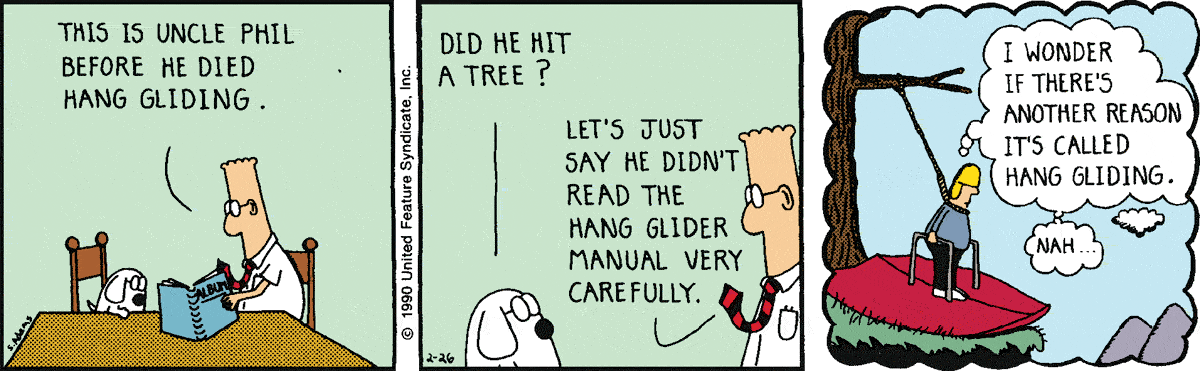 THIS IS UNCLE PHIL
BEFORE HE DIED
HANG GLIDING.
ALBUM
S.Adams
© 1990 United Feature Syndicate, Inc.
DID HE HIT
A TREE?
LET'S JUST
SAY HE DIDN'T
READ THE
HANG GLIDER
MANUAL VERY
CAREFULLY.
2-26
I WONDER
IF THERE'S
ANOTHER REASON
IT'S CALLED
HANG GLIDING.
NAH...